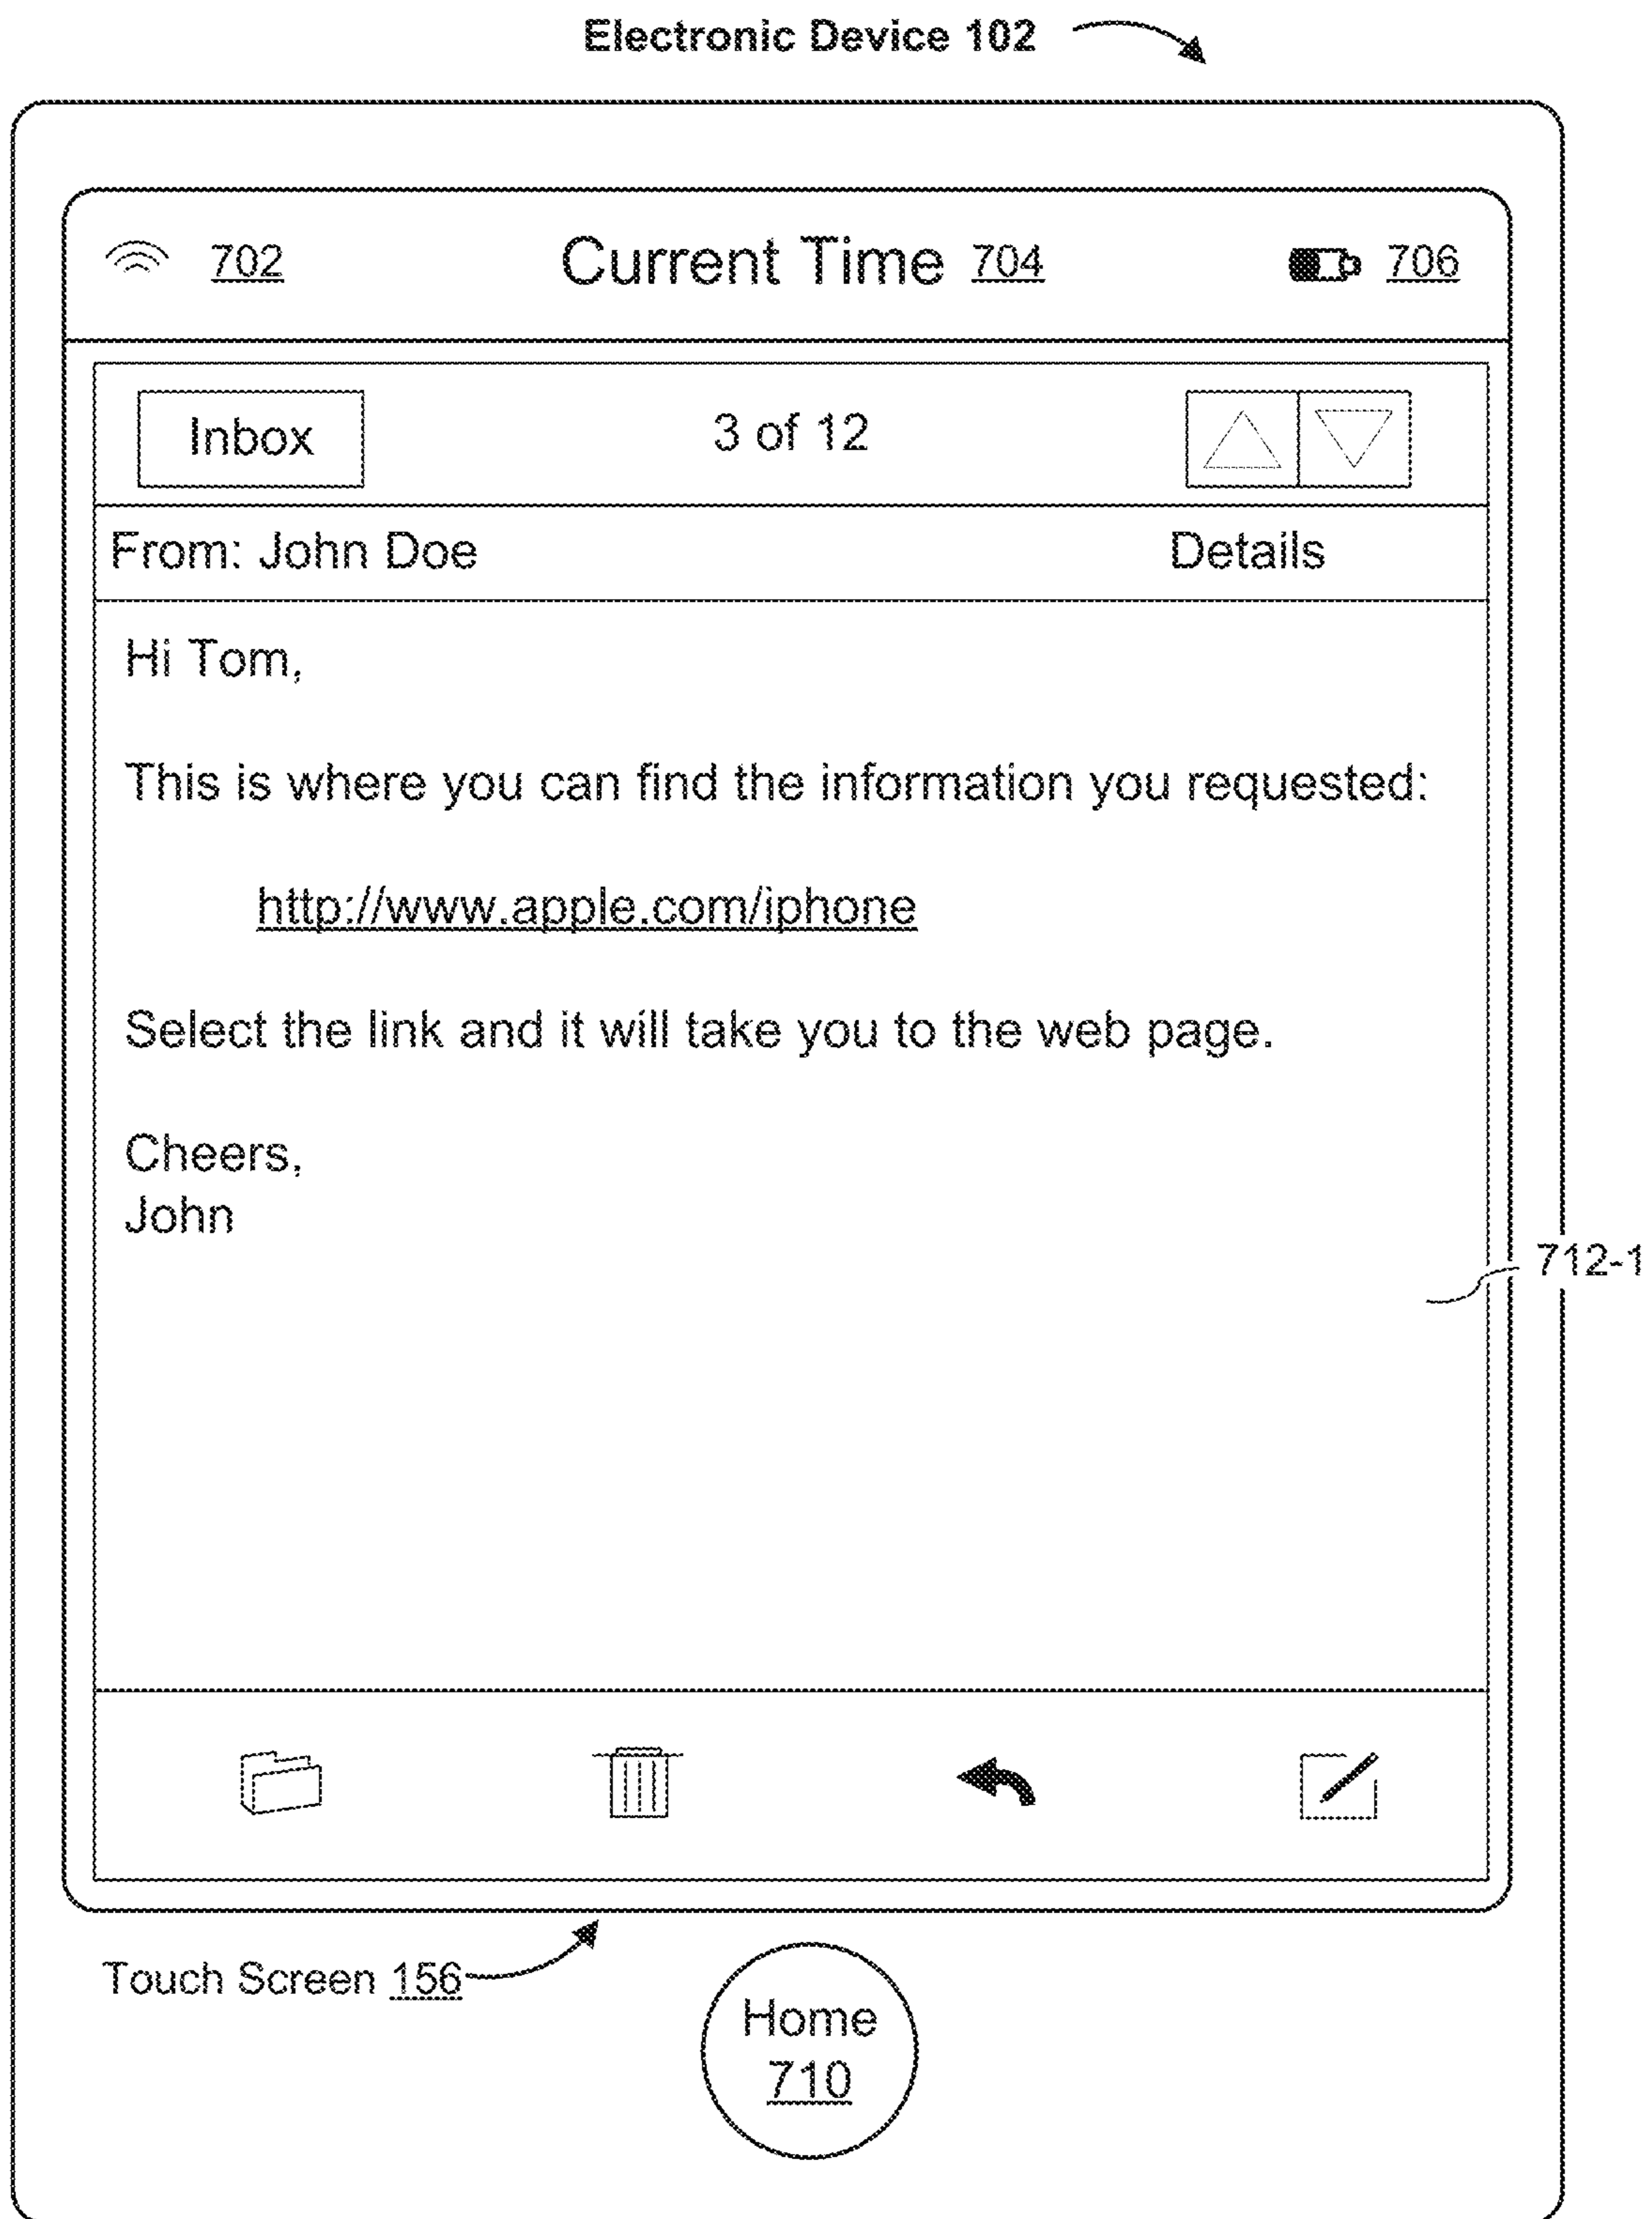 Electronic Device 102
702 Current Time 704 706
Inbox 3 of 12
From: John Doe Details
Hi Tom,
This is where you can find the information you requested:
http://www.apple.com/iphone
Select the link and it will take you to the web page.
Cheers,
John
712-1
Touch Screen 156
Home
710